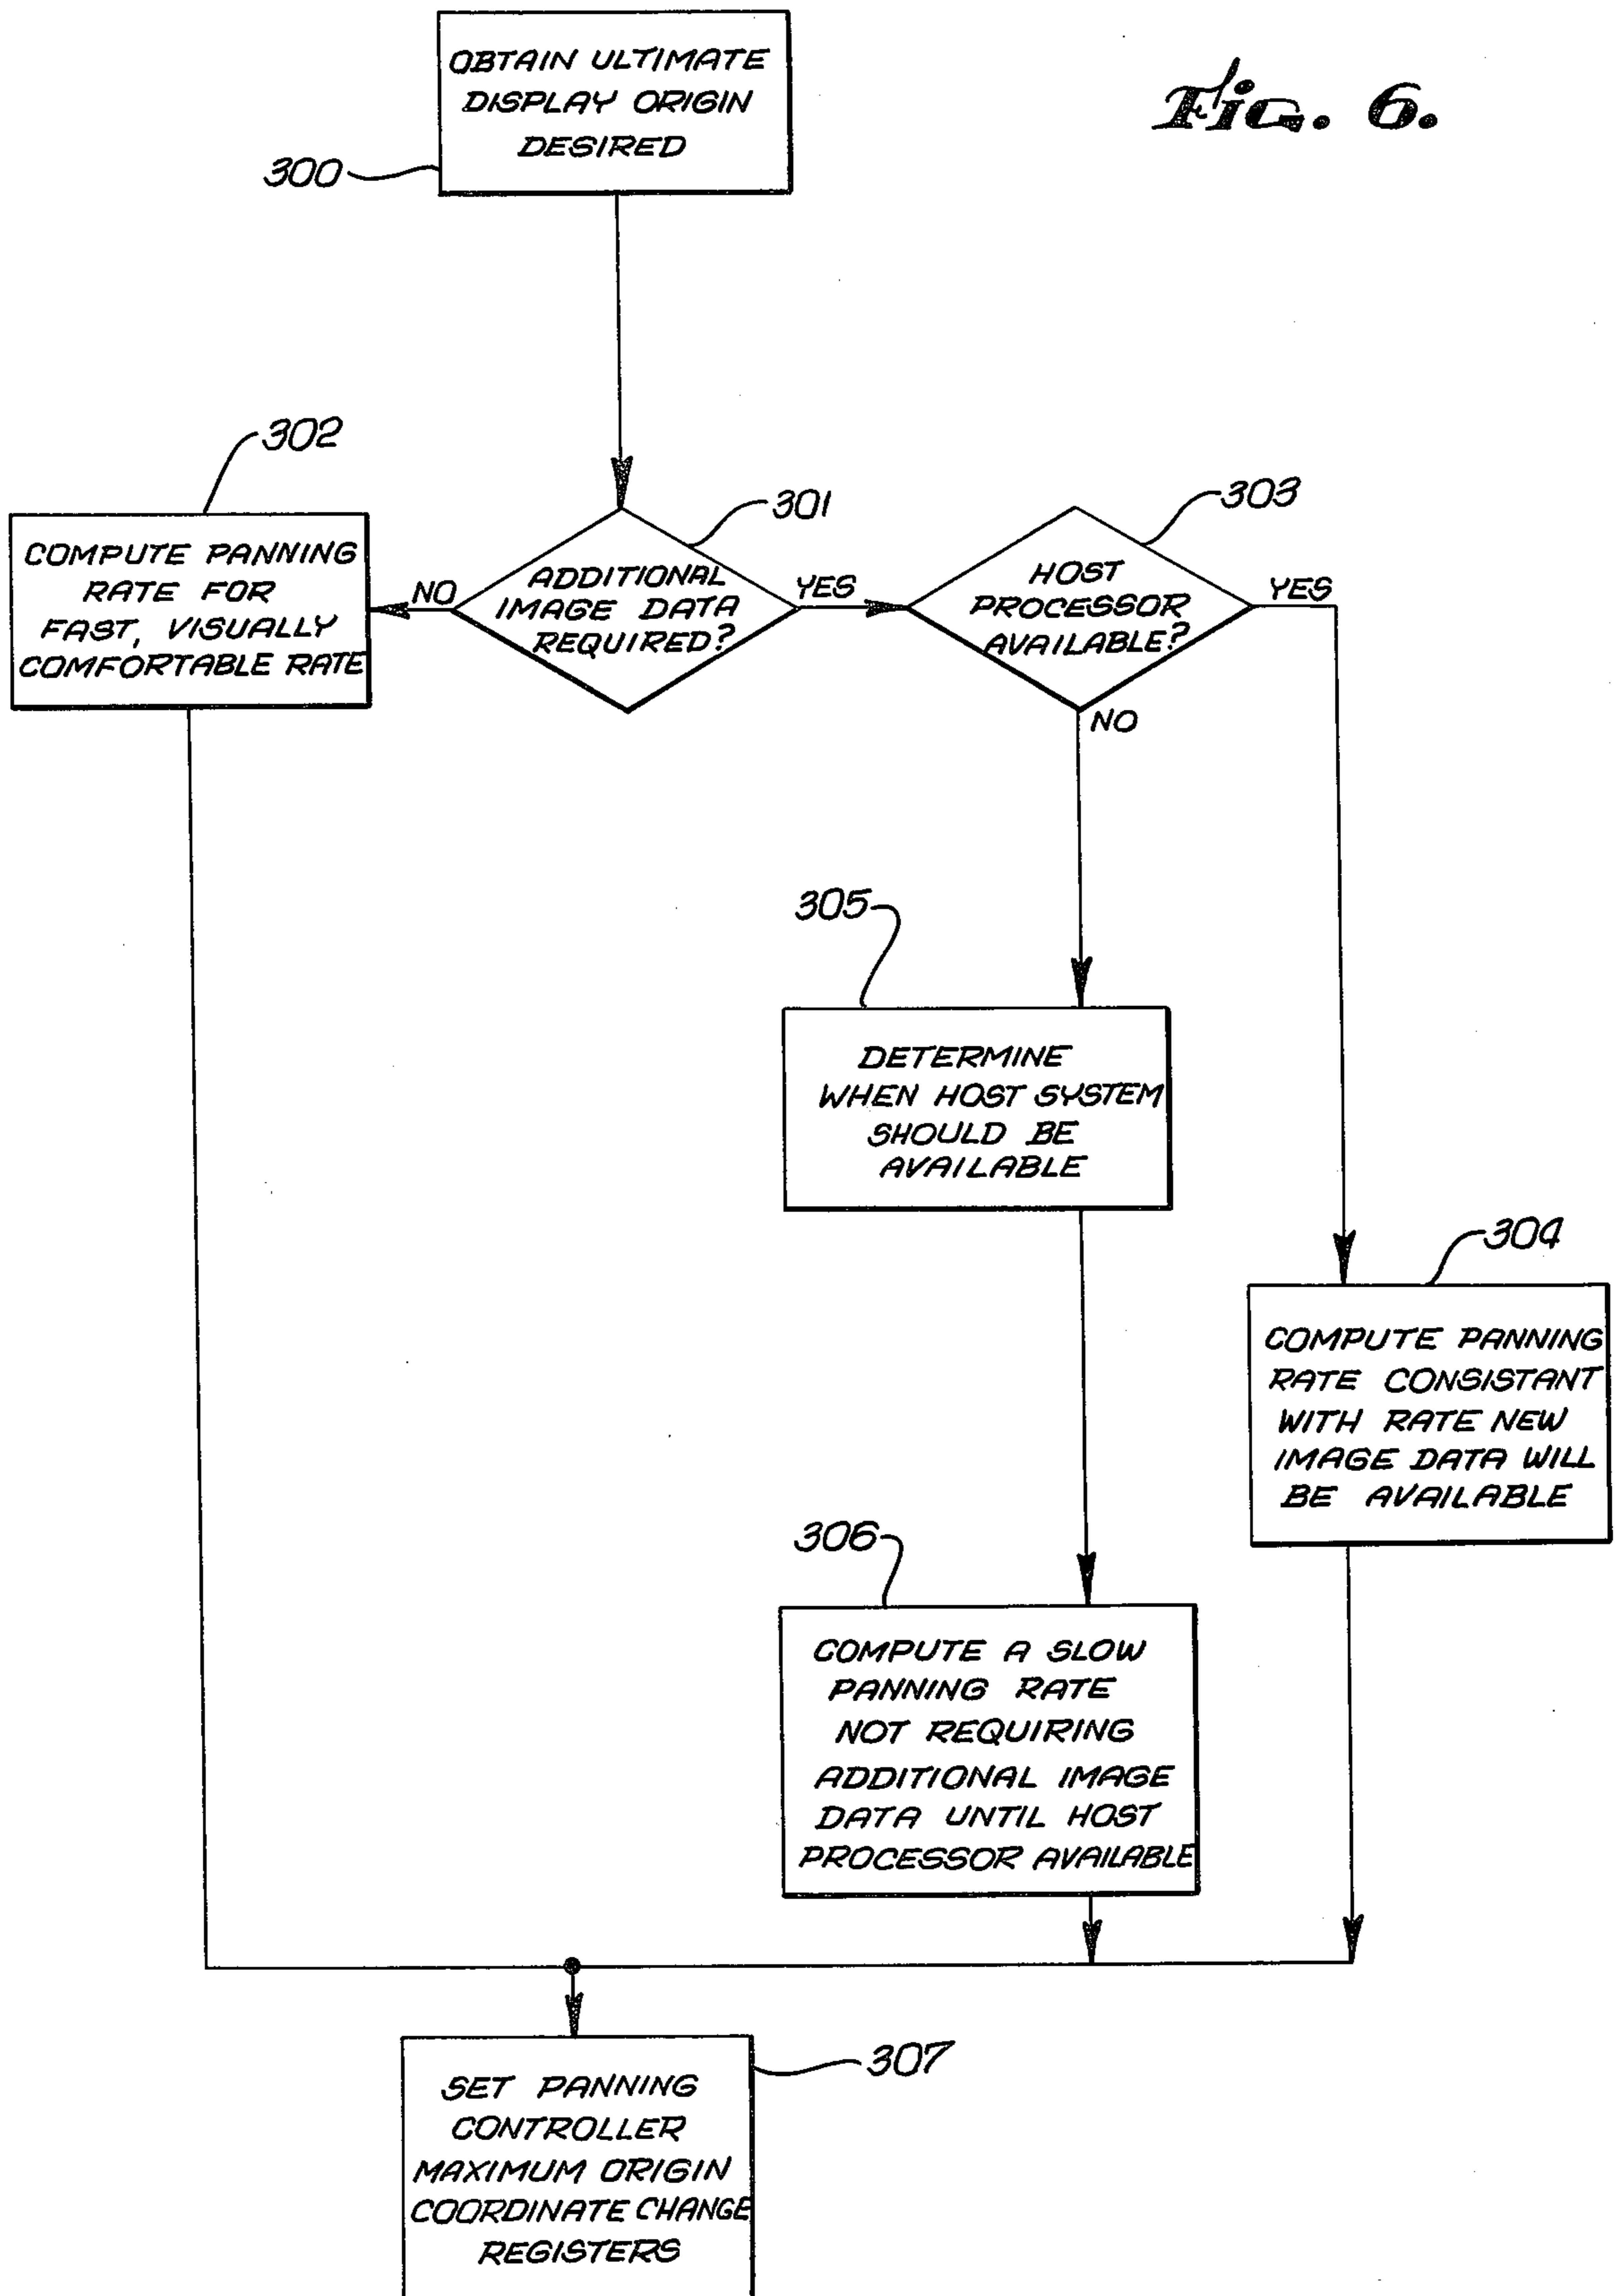 Fig. 6.
OBTAIN ULTIMATE
DISPLAY ORIGIN
DESIRED
300
302
COMPUTE PANNING
RATE FOR
FAST, VISUALLY
COMFORTABLE RATE
NO
301
ADDITIONAL
IMAGE DATA
REQUIRED?
YES
303
HOST
PROCESSOR
AVAILABLE?
YES
NO
305
DETERMINE
WHEN HOST SYSTEM
SHOULD BE
AVAILABLE
304
COMPUTE PANNING
RATE CONSISTANT
WITH RATE NEW
IMAGE DATA WILL
BE AVAILABLE
306
COMPUTE A SLOW
PANNING RATE
NOT REQUIRING
ADDITIONAL IMAGE
DATA UNTIL HOST
PROCESSOR AVAILABLE
307
SET PANNING
CONTROLLER
MAXIMUM ORIGIN
COORDINATE CHANGE
REGISTERS